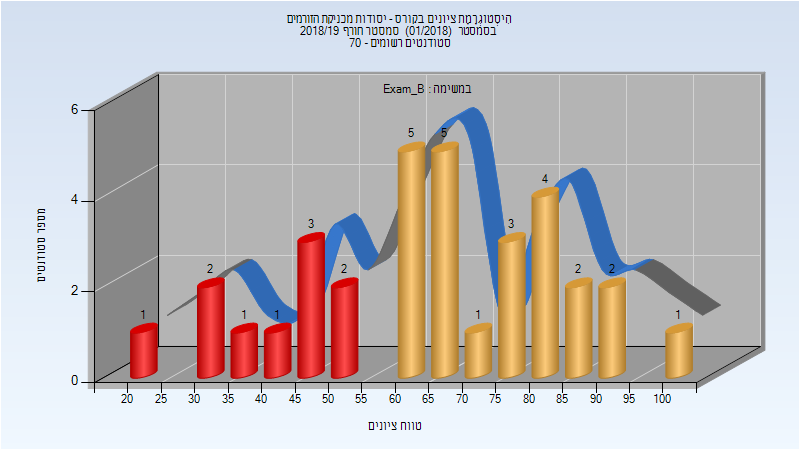 היסטוגרמת ציונים בקורס - יסודות מכניקת הזורמים
בסמסטר (01/2018) סמסטר חורף 2018/19
סטודנטים רשומים - 70
במשימה : Exam_B
מספר סטודנטים
6
4
2
0
1
2
1
1
3
2
5
5
1
3
4
2
2
1
20 25 30 35 40 45 50 55 60 65 70 75 80 85 90 95 100
טווח ציונים